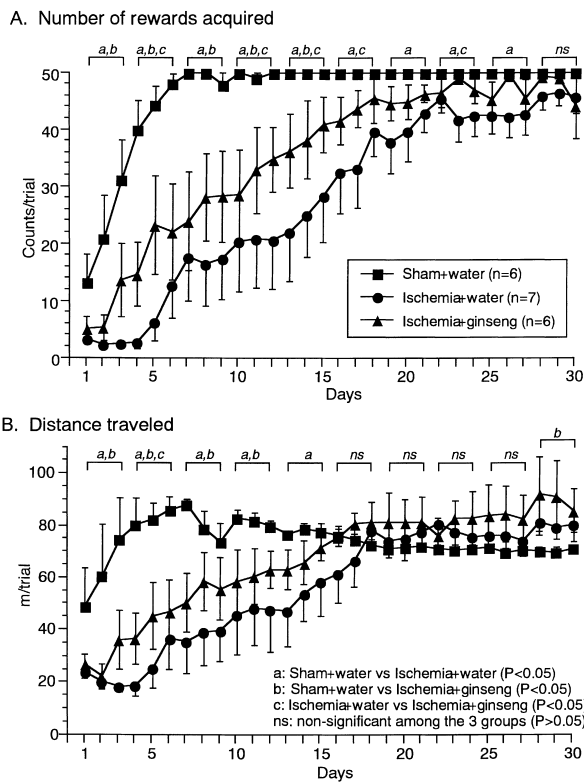 A. Number of rewards acquired
a,b a,b,c a,b a,b,c a,b,c a,c a a,c a ns
50
40
30
20
10
0
Counts/trial
Sham+water (n=6)
Ischemia+water (n=7)
Ischemia+ginseng (n=6)
1 5 10 15 20 25 30
Days
B. Distance traveled
a,b a,b,c a,b a,b a ns ns ns ns b
100
80
60
40
20
0
m/trial
a: Sham+water vs Ischemia+water (P<0.05)
b: Sham+water vs Ischemia+ginseng (P<0.05)
c: Ischemia+water vs Ischemia+ginseng (P<0.05)
ns: non-significant among the 3 groups (P>0.05)
1 5 10 15 20 25 30
Days